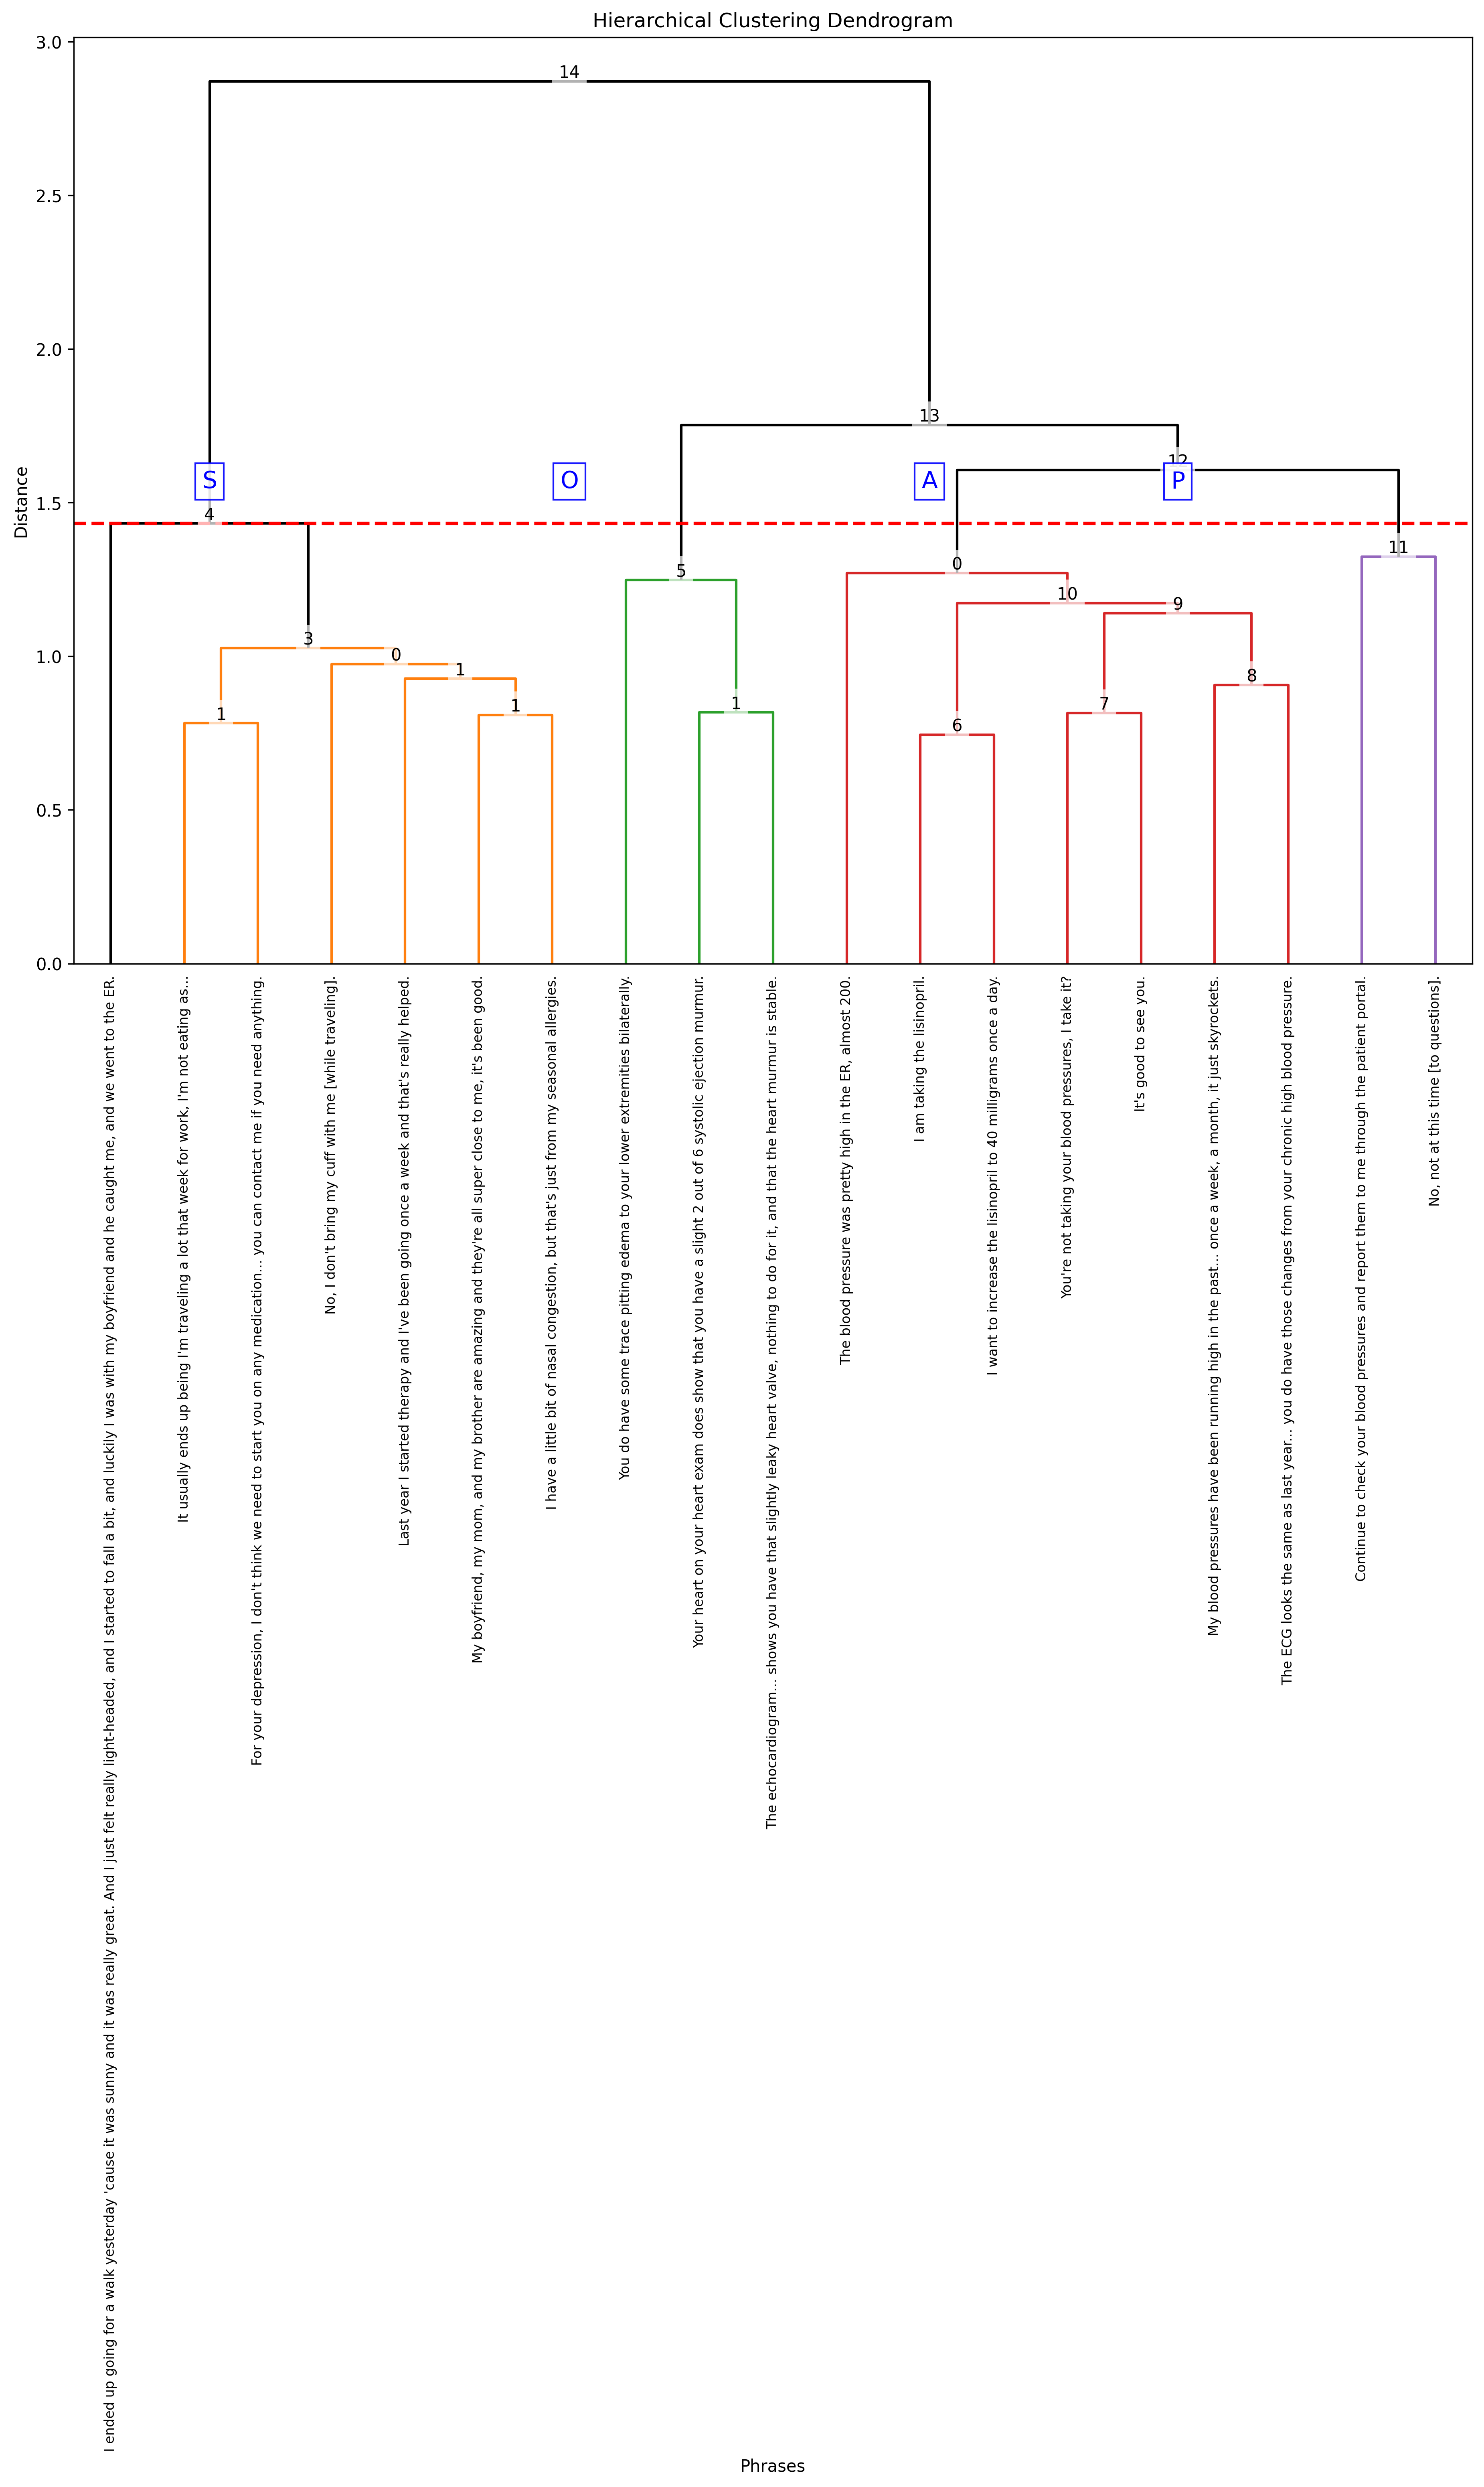 Hierarchical Clustering Dendrogram
3.0
14
2.5
2.0
13
12
S
O
A
P
1.5
Distance
4
11
5
0
10
9
3
0
1
8
1.0
1
1
1
7
6
0.5
0.0
I ended up going for a walk yesterday 'cause it was sunny and it was really great. And I just felt really light-headed, and I started to fall a bit, and luckily I was with my boyfriend and he caught me, and we went to the ER.
It usually ends up being I'm traveling a lot that week for work, I'm not eating as...
For your depression, I don't think we need to start you on any medication... you can contact me if you need anything.
No, I don't bring my cuff with me [while traveling].
Last year I started therapy and I've been going once a week and that's really helped.
My boyfriend, my mom, and my brother are amazing and they're all super close to me, it's been good.
I have a little bit of nasal congestion, but that's just from my seasonal allergies.
You do have some trace pitting edema to your lower extremities bilaterally.
Your heart on your heart exam does show that you have a slight 2 out of 6 systolic ejection murmur.
The echocardiogram... shows you have that slightly leaky heart valve, nothing to do for it, and that the heart murmur is stable.
The blood pressure was pretty high in the ER, almost 200.
I am taking the lisinopril.
I want to increase the lisinopril to 40 milligrams once a day.
You're not taking your blood pressures, I take it?
It's good to see you.
My blood pressures have been running high in the past... once a week, a month, it just skyrockets.
The ECG looks the same as last year... you do have those changes from your chronic high blood pressure.
Continue to check your blood pressures and report them to me through the patient portal.
No, not at this time [to questions].
Phrases